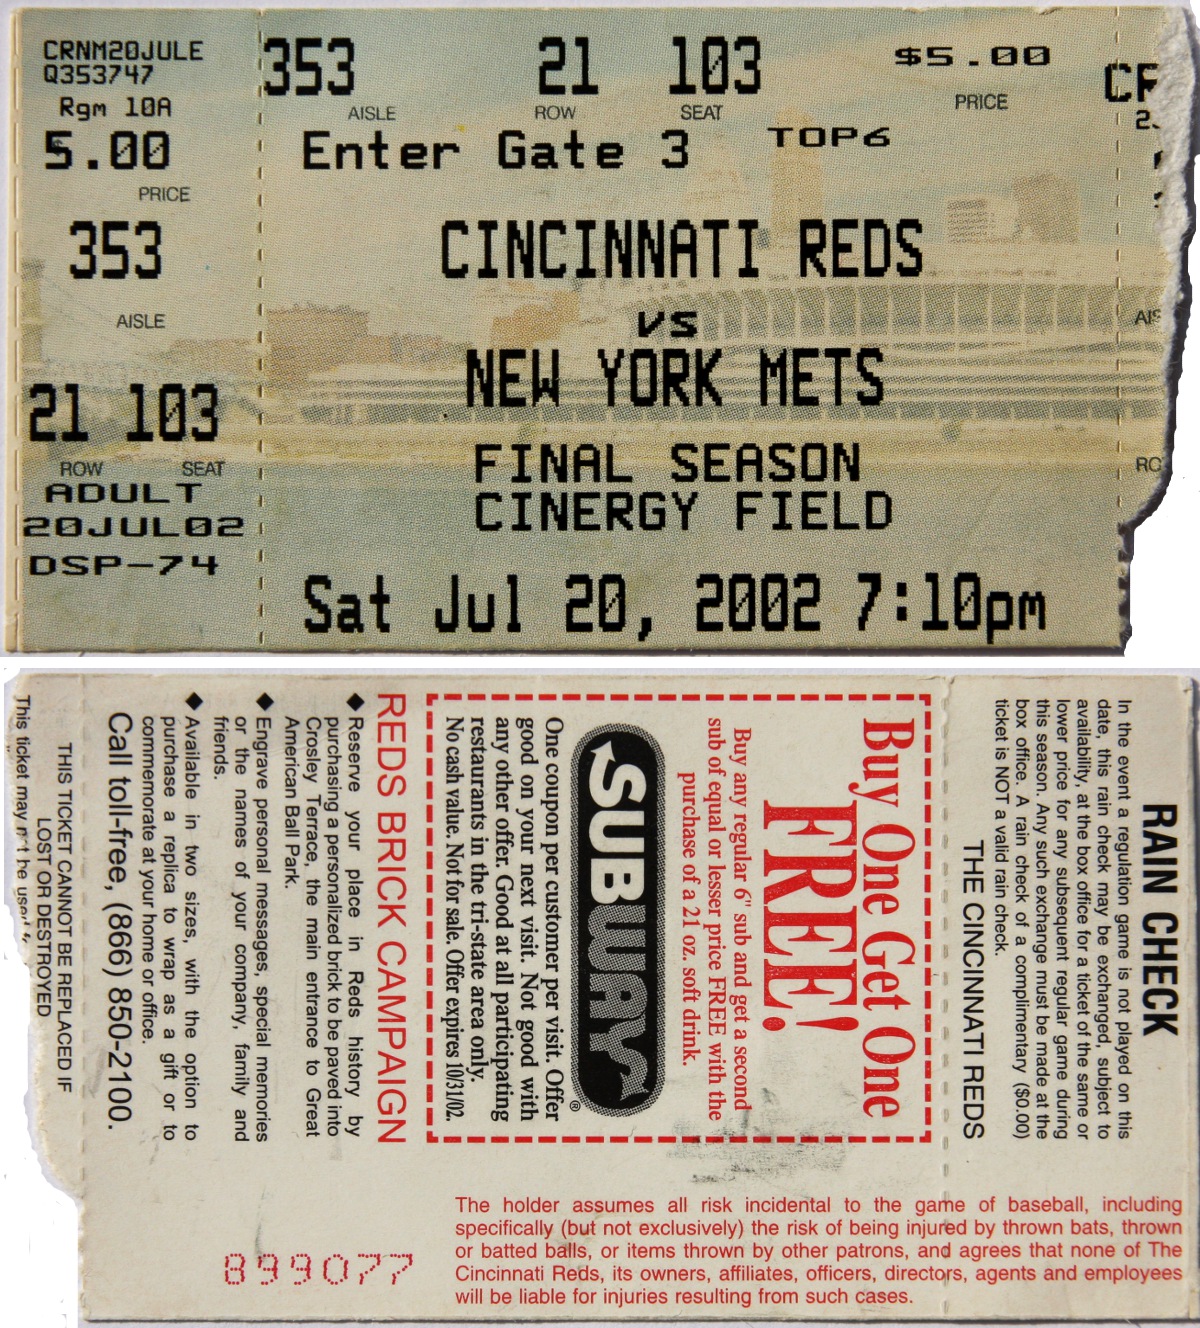 CRNM20JULE
Q353747
Rgm 10A
5.00
PRICE
353
AISLE
21 103
ROW SEAT
ADULT
20JUL02
DSP-74
353 21 103 $5.00
AISLE ROW SEAT PRICE
Enter Gate 3 TOP6
CINCINNATI REDS
vs
NEW YORK METS
FINAL SEASON
CINERGY FIELD
Sat Jul 20, 2002 7:10pm
RAIN CHECK
In the event a regulation game is not played on this
date, this rain check may be exchanged, subject to
availability, at the box office for a ticket of the same or
lower price for any subsequent regular game during
this season. Any such exchange must be made at the
box office. A rain check of a complimentary ($0.00)
ticket is NOT a valid rain check.
THE CINCINNATI REDS
Buy One Get One
FREE!
Buy any regular 6" sub and get a second
sub of equal or lesser price FREE with the
purchase of a 21 oz. soft drink.
SUBWAY®
One coupon per customer per visit. Offer
good on your next visit. Not good with
any other offer. Good at all participating
restaurants in the tri-state area only.
No cash value. Not for sale. Offer expires 10/31/02.
REDS BRICK CAMPAIGN
◆ Reserve your place in Reds history by
purchasing a personalized brick to be paved into
Crosley Terrace, the main entrance to Great
American Ball Park.
◆ Engrave personal messages, special memories
or the names of your company, family and
friends.
◆ Available in two sizes, with the option to
purchase a replica to wrap as a gift or to
commemorate at your home or office.
Call toll-free, (866) 850-2100.
THIS TICKET CANNOT BE REPLACED IF
LOST OR DESTROYED
This ticket may not be used
The holder assumes all risk incidental to the game of baseball, including
specifically (but not exclusively) the risk of being injured by thrown bats, thrown
or batted balls, or items thrown by other patrons, and agrees that none of The
Cincinnati Reds, its owners, affiliates, officers, directors, agents and employees
will be liable for injuries resulting from such cases.
899077